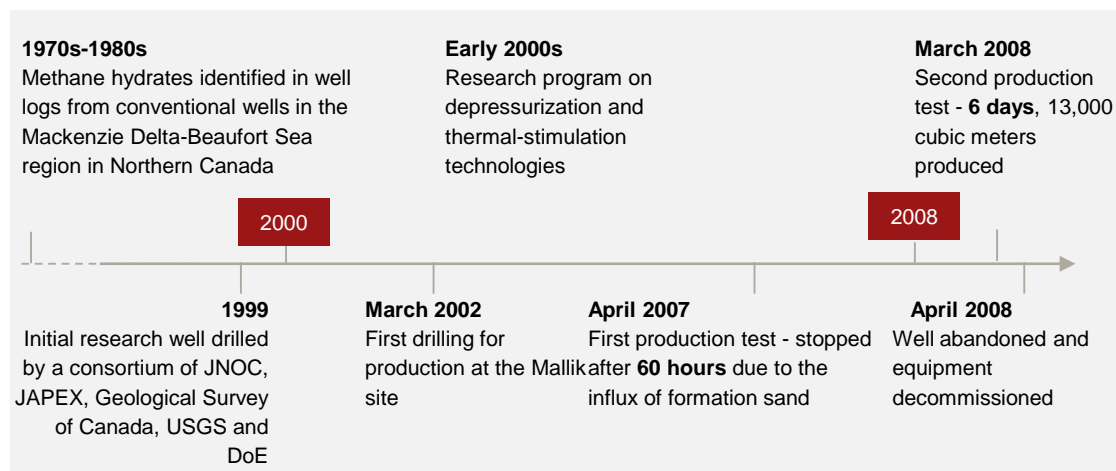 1970s-1980s
Methane hydrates identified in well
logs from conventional wells in the
Mackenzie Delta-Beaufort Sea
region in Northern Canada
Early 2000s
Research program on
depressurization and
thermal-stimulation
technologies
March 2008
Second production
test - 6 days, 13,000
cubic meters
produced
2000
2008
1999
Initial research well drilled
by a consortium of JNOC,
JAPEX, Geological Survey
of Canada, USGS and
DoE
March 2002
First drilling for
production at the Mallik
site
April 2007
First production test - stopped
after 60 hours due to the
influx of formation sand
April 2008
Well abandoned and
equipment
decommissioned